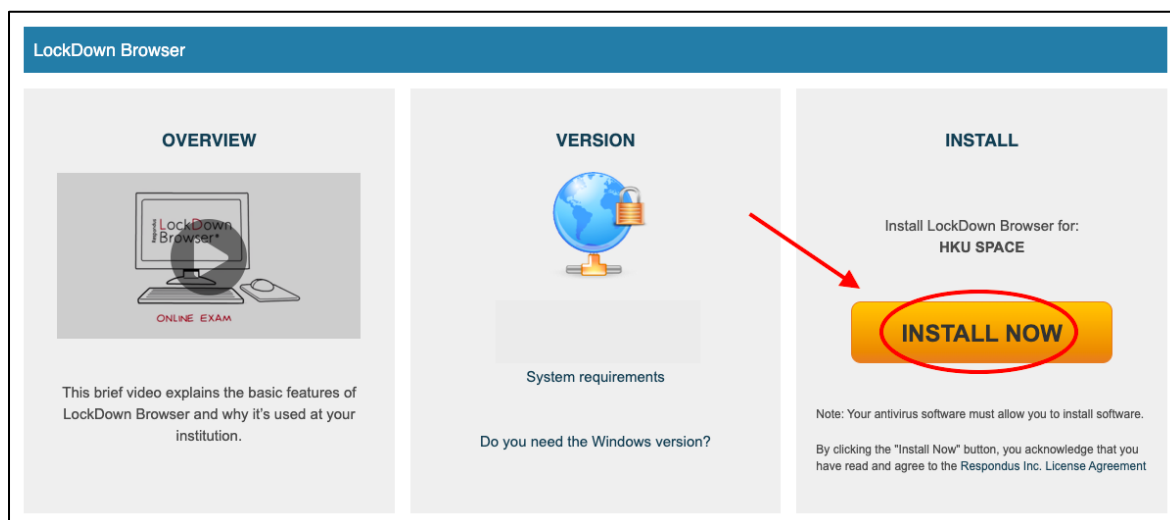 LockDown Browser
OVERVIEW
Respondus
LockDown
Browser®
ONLINE EXAM
This brief video explains the basic features of
LockDown Browser and why it's used at your
institution.
VERSION
System requirements
Do you need the Windows version?
INSTALL
Install LockDown Browser for:
HKU SPACE
INSTALL NOW
Note: Your antivirus software must allow you to install software.
By clicking the "Install Now" button, you acknowledge that you
have read and agree to the Respondus Inc. License Agreement